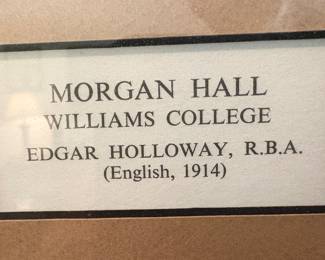 MORGAN HALL
WILLIAMS COLLEGE
EDGAR HOLLOWAY, R.B.A.
(English, 1914)